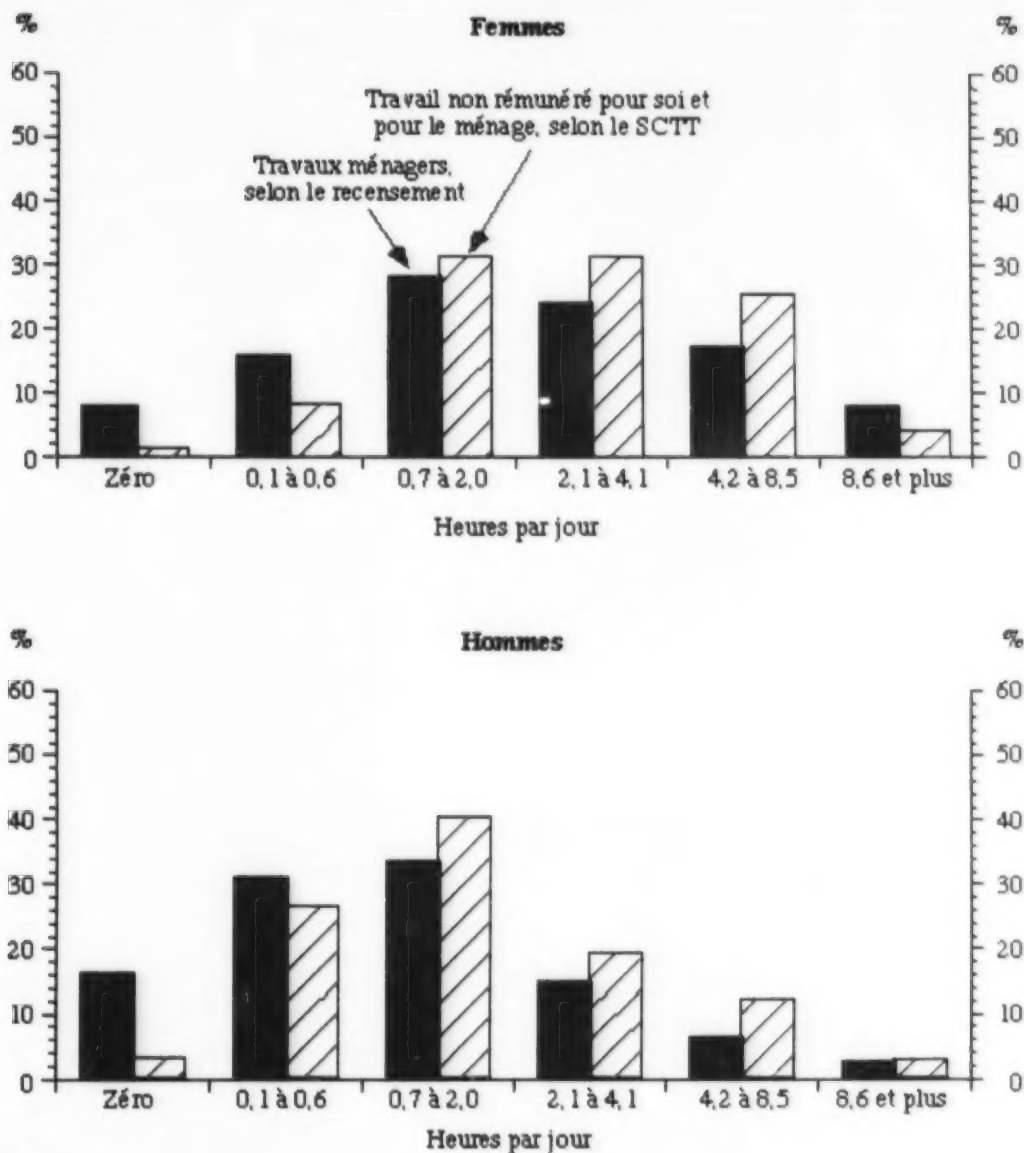 % Femmes %
60 60
Travail non rémunéré pour soi et
pour le ménage, selon le SCTT
50 50
Travaux ménagers,
selon le recensement
40 40
30 30
20 20
10 10
0 0
Zéro 0,1 à 0,6 0,7 à 2,0 2,1 à 4,1 4,2 à 8,5 8,6 et plus
Heures par jour
% Hommes %
60 60
50 50
40 40
30 30
20 20
10 10
0 0
Zéro 0,1 à 0,6 0,7 à 2,0 2,1 à 4,1 4,2 à 8,5 8,6 et plus
Heures par jour